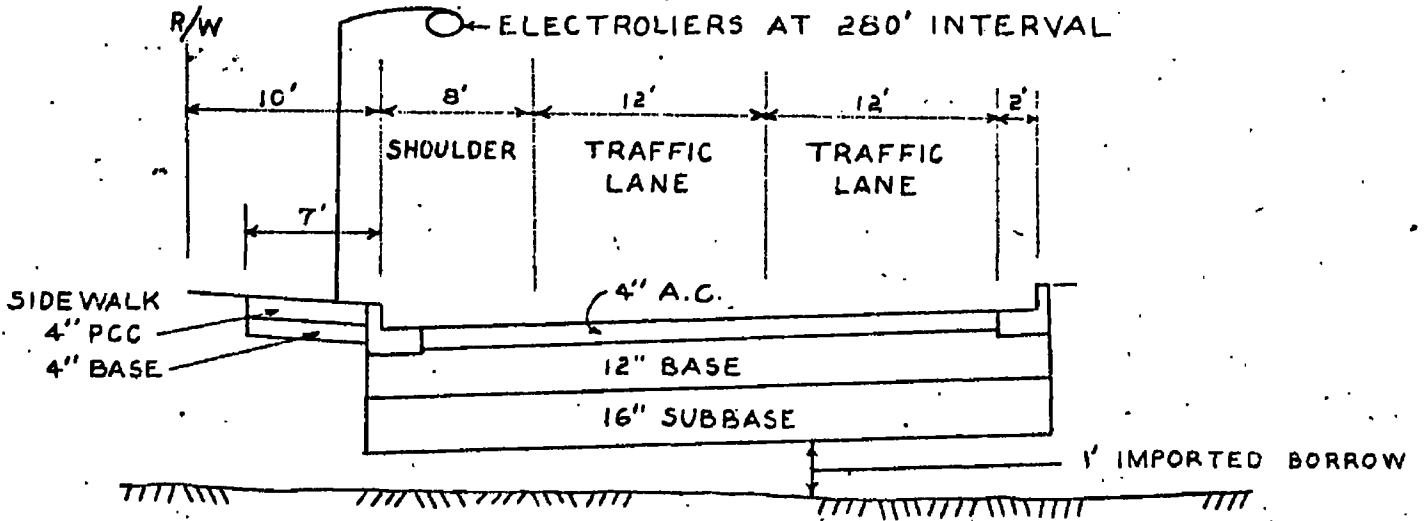 R/W
ELECTROLIERS AT 280' INTERVAL
10'
8'
12'
12'
2'
SHOULDER
TRAFFIC
LANE
TRAFFIC
LANE
7'
SIDEWALK
4" PCC
4" BASE
4" A.C.
12" BASE
16" SUBBASE
1' IMPORTED BORROW